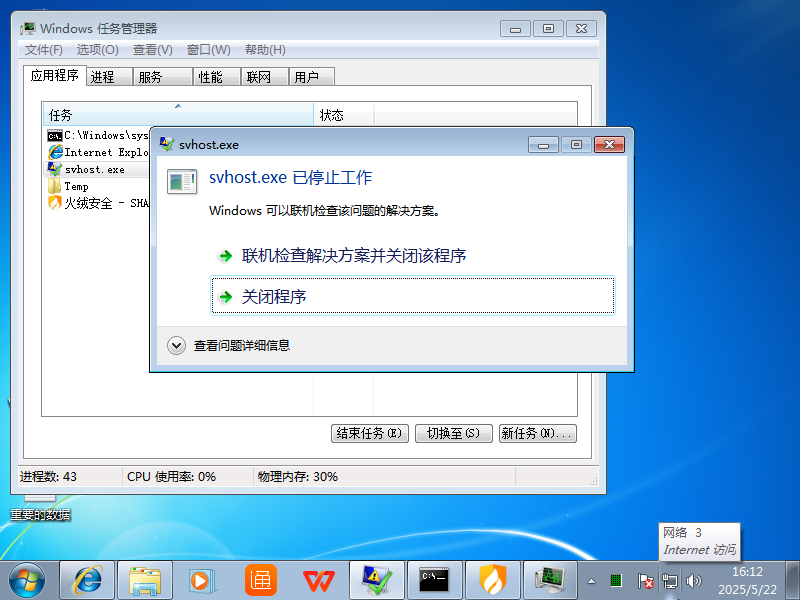 Windows 任务管理器
文件(F) 选项(O) 查看(V) 窗口(W) 帮助(H)
应用程序 进程 服务 性能 联网 用户
任务 状态
C:\Windows\sys
Internet Explo
svhost.exe
Temp
火绒安全 - SHA
svhost.exe
svhost.exe 已停止工作
Windows 可以联机检查该问题的解决方案。
联机检查解决方案并关闭该程序
关闭程序
查看问题详细信息
结束任务(E) 切换至(S) 新任务(N)...
进程数: 43 CPU 使用率: 0% 物理内存: 30%
重要的数据
网络 3
Internet 访问
通
C:\_
16:12
2025/5/22